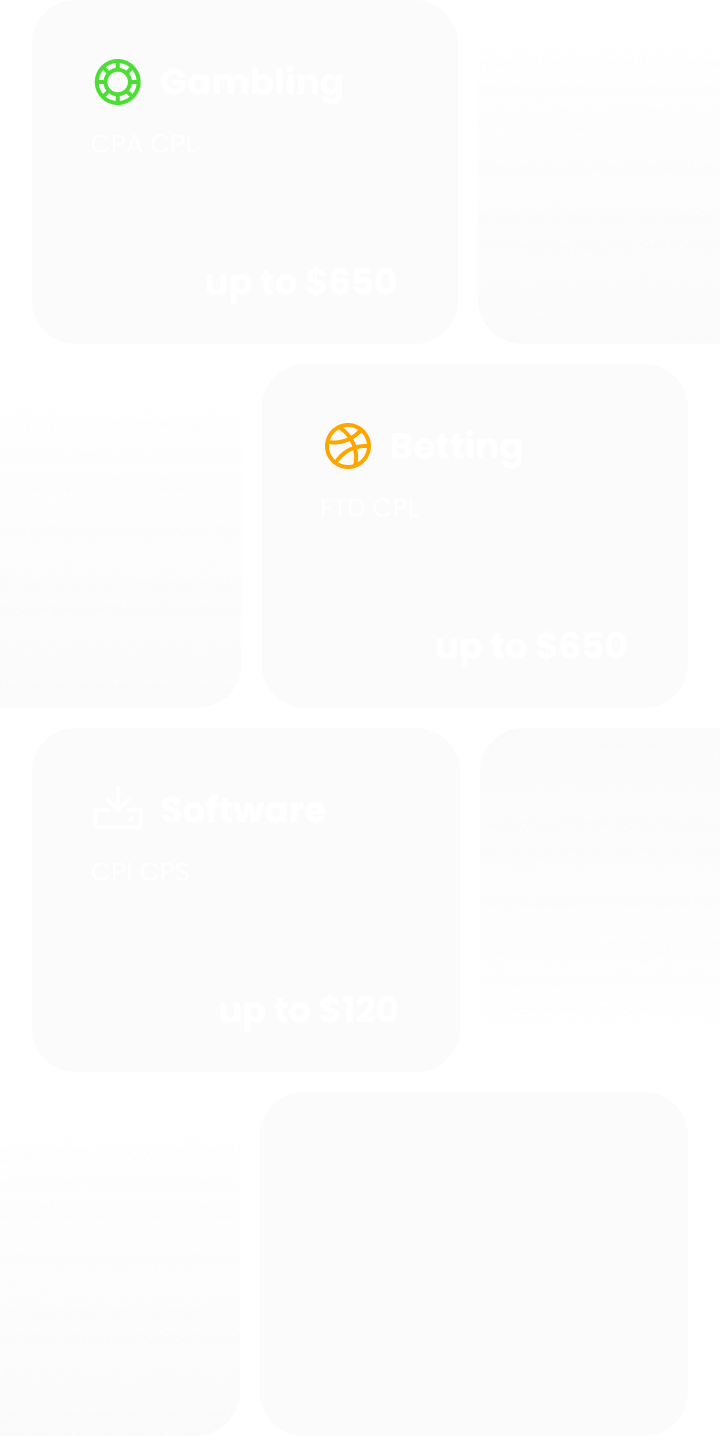 Gambling
CPA CPL
up to $650
Betting
FTD CPL
up to $650
Software
CPI CPS
up to $120